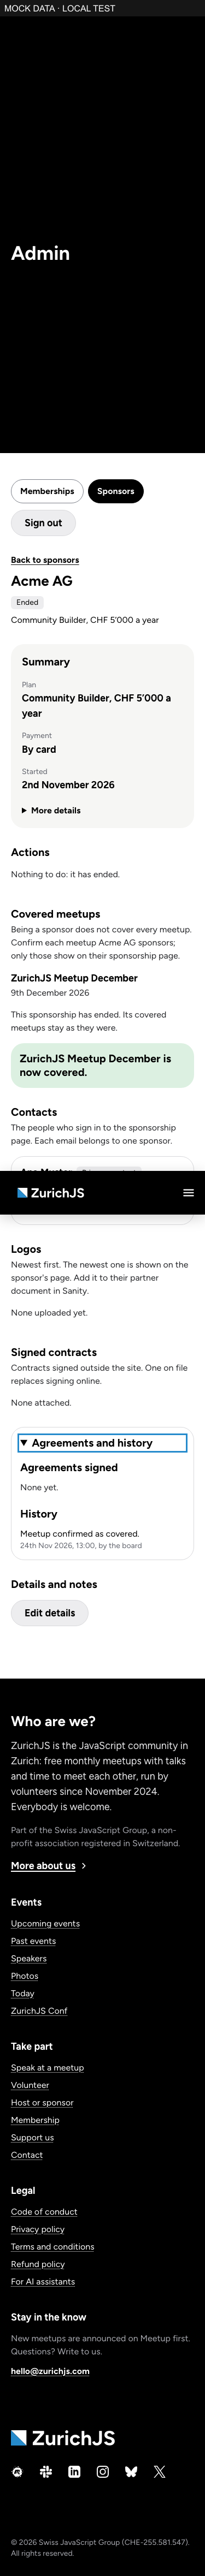 MOCK DATA · LOCAL TEST
Admin
Memberships
Sponsors
Sign out
Back to sponsors
Acme AG
Ended
Community Builder, CHF 5'000 a year
Summary
Plan
Community Builder, CHF 5'000 a
year
Payment
By card
Started
2nd November 2026
More details
Actions
Nothing to do: it has ended.
Covered meetups
Being a sponsor does not cover every meetup.
Confirm each meetup Acme AG sponsors;
only those show on their sponsorship page.
ZurichJS Meetup December
9th December 2026
This sponsorship has ended. Its covered
meetups stay as they were.
ZurichJS Meetup December is
now covered.
Contacts
The people who sign in to the sponsorship
page. Each email belongs to one sponsor.
ZurichJS
Logos
Newest first. The newest one is shown on the
sponsor's page. Add it to their partner
document in Sanity.
None uploaded yet.
Signed contracts
Contracts signed outside the site. One on file
replaces signing online.
None attached.
Agreements and history
Agreements signed
None yet.
History
Meetup confirmed as covered.
24th Nov 2026, 13:00, by the board
Details and notes
Edit details
Who are we?
ZurichJS is the JavaScript community in
Zurich: free monthly meetups with talks
and time to meet each other, run by
volunteers since November 2024.
Everybody is welcome.
Part of the Swiss JavaScript Group, a non-
profit association registered in Switzerland.
More about us
Events
Upcoming events
Past events
Speakers
Photos
Today
ZurichJS Conf
Take part
Speak at a meetup
Volunteer
Host or sponsor
Membership
Support us
Contact
Legal
Code of conduct
Privacy policy
Terms and conditions
Refund policy
For AI assistants
Stay in the know
New meetups are announced on Meetup first.
Questions? Write to us.
hello@zurichjs.com
ZurichJS
© 2026 Swiss JavaScript Group (CHE-255.581.547).
All rights reserved.